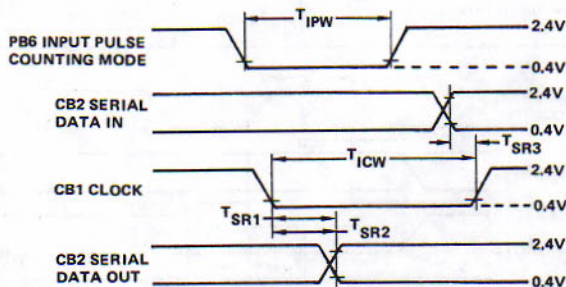 T_IPW
2.4V
PB6 INPUT PULSE
COUNTING MODE
0.4V
CB2 SERIAL
DATA IN
2.4V
0.4V
T_SR3
T_ICW
CB1 CLOCK
2.4V
0.4V
T_SR1
T_SR2
CB2 SERIAL
DATA OUT
2.4V
0.4V